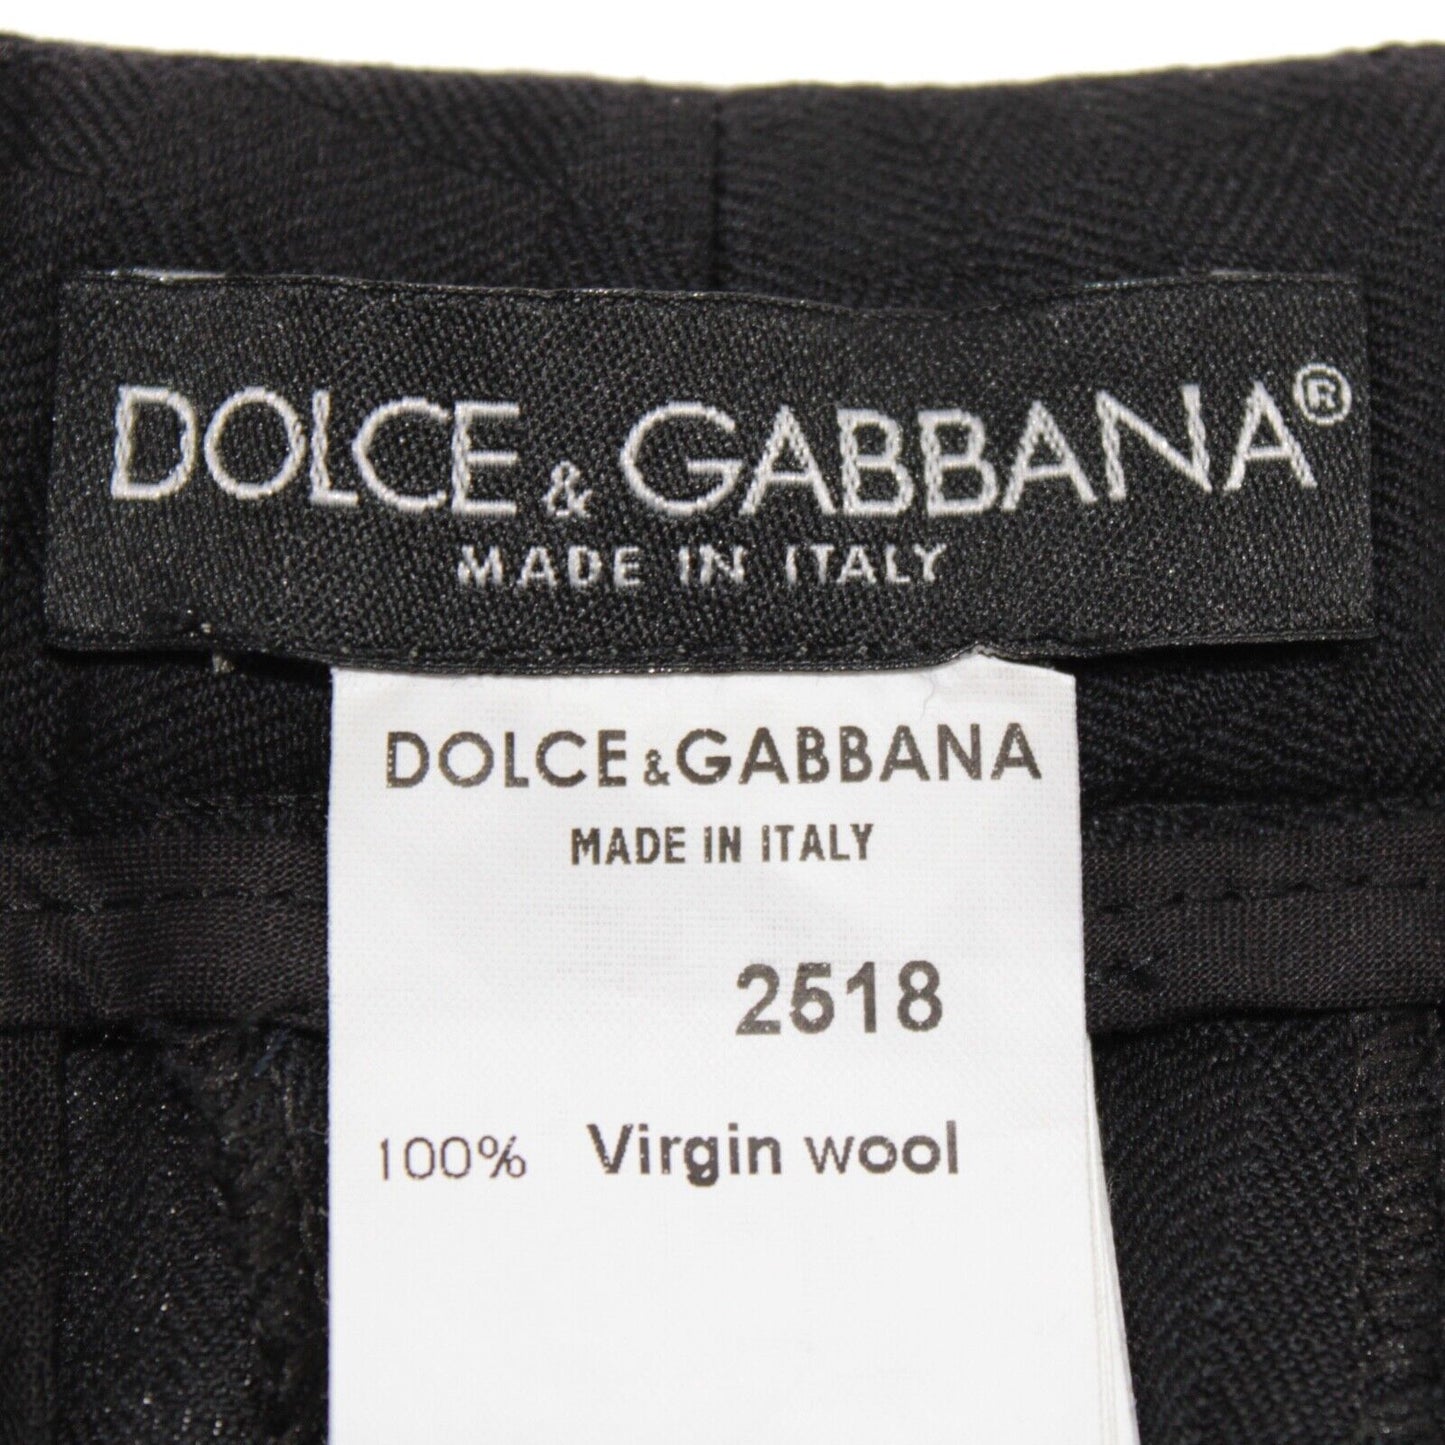 DOLCE & GABBANA®
MADE IN ITALY
DOLCE & GABBANA
MADE IN ITALY
2518
100% Virgin wool